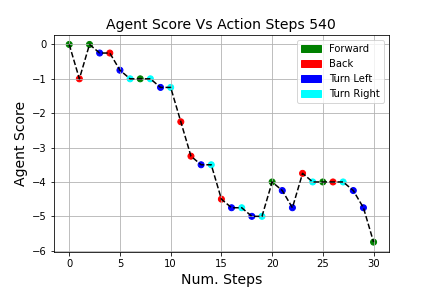 Agent Score Vs Action Steps 540
Forward
Back
Turn Left
Turn Right
0
−1
−2
−3
−4
−5
−6
Agent Score
0 5 10 15 20 25 30
Num. Steps